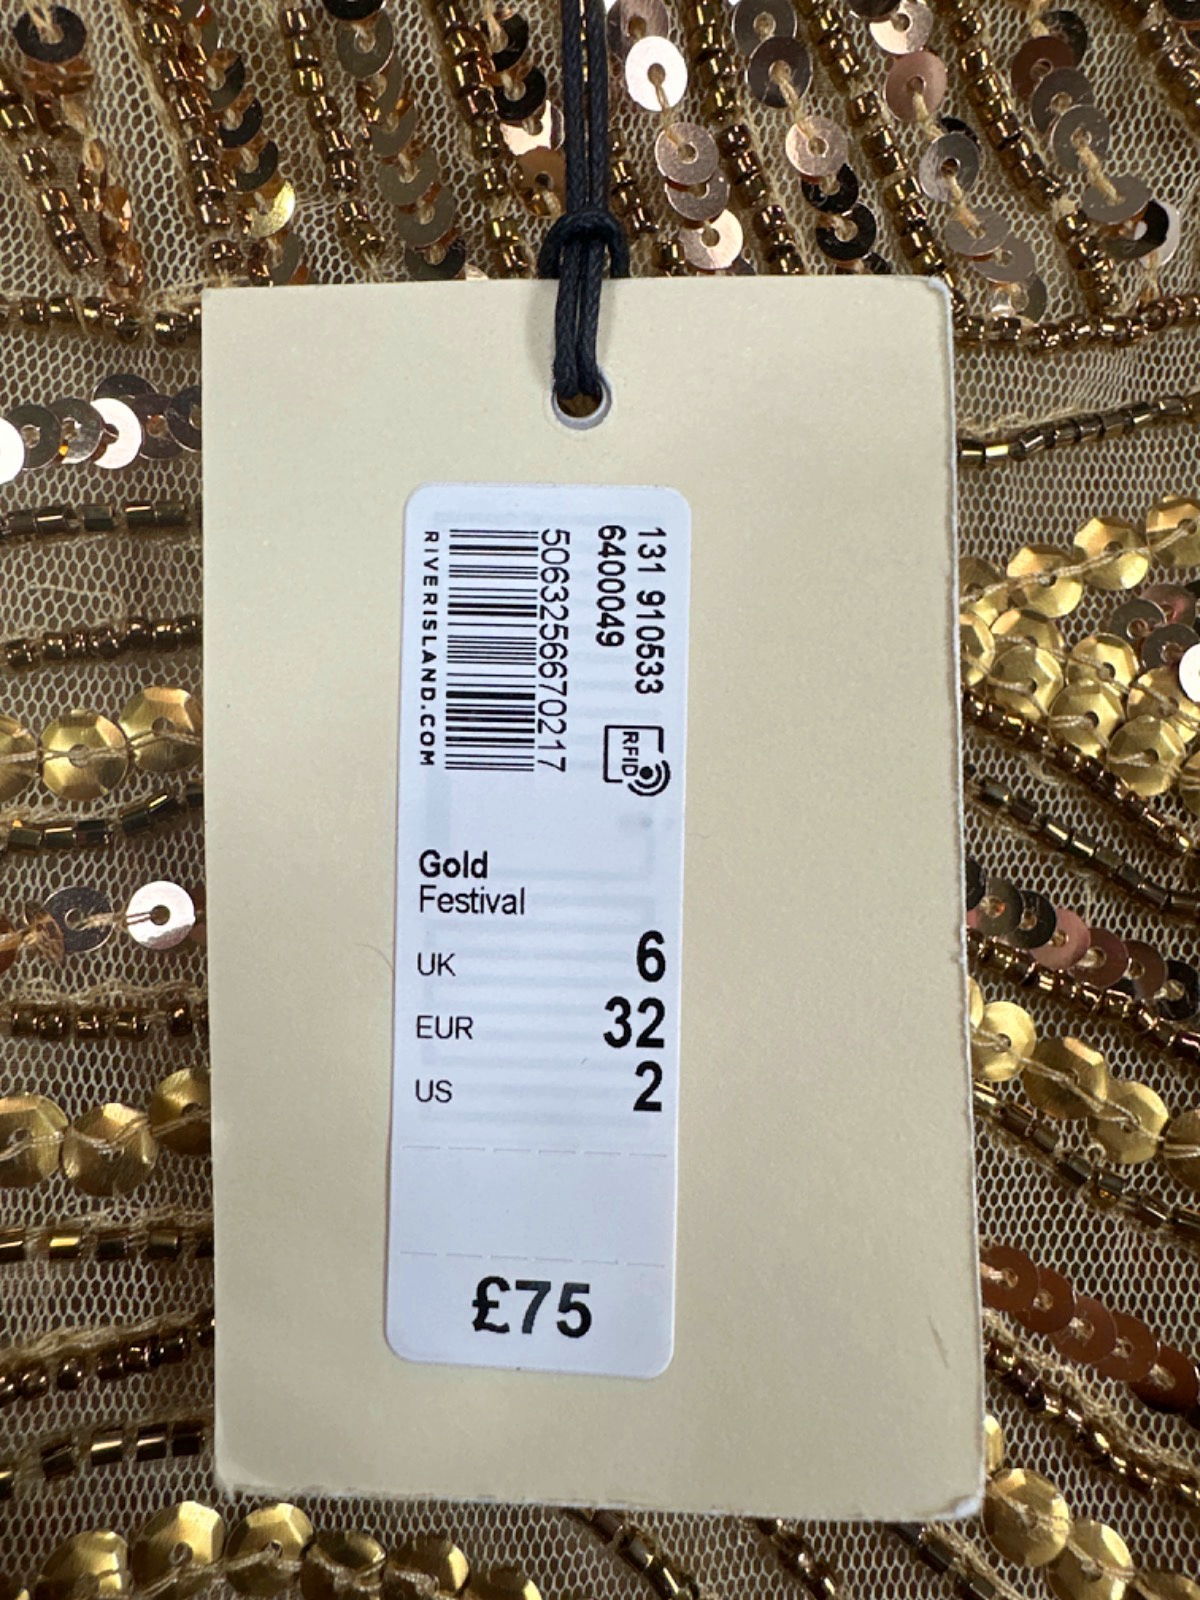 131 910533
6400049
RFID
5063256670217
RIVERISLAND.COM
Gold
Festival
UK 6
EUR 32
US 2
£75